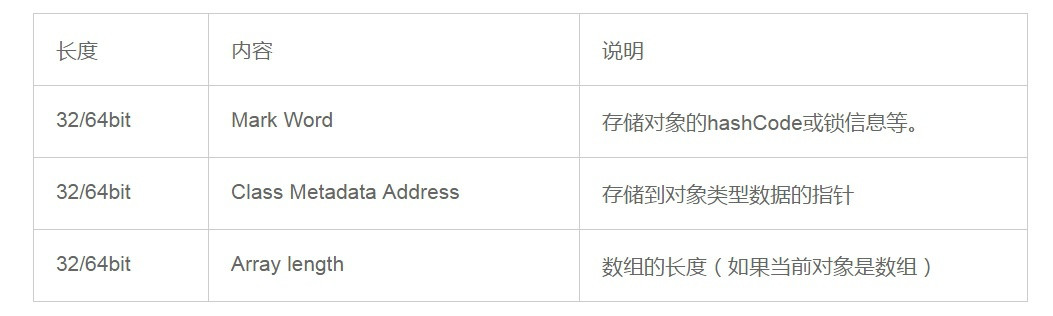 长度 内容 说明
32/64bit Mark Word 存储对象的hashCode或锁信息等。
32/64bit Class Metadata Address 存储到对象类型数据的指针
32/64bit Array length 数组的长度（如果当前对象是数组）